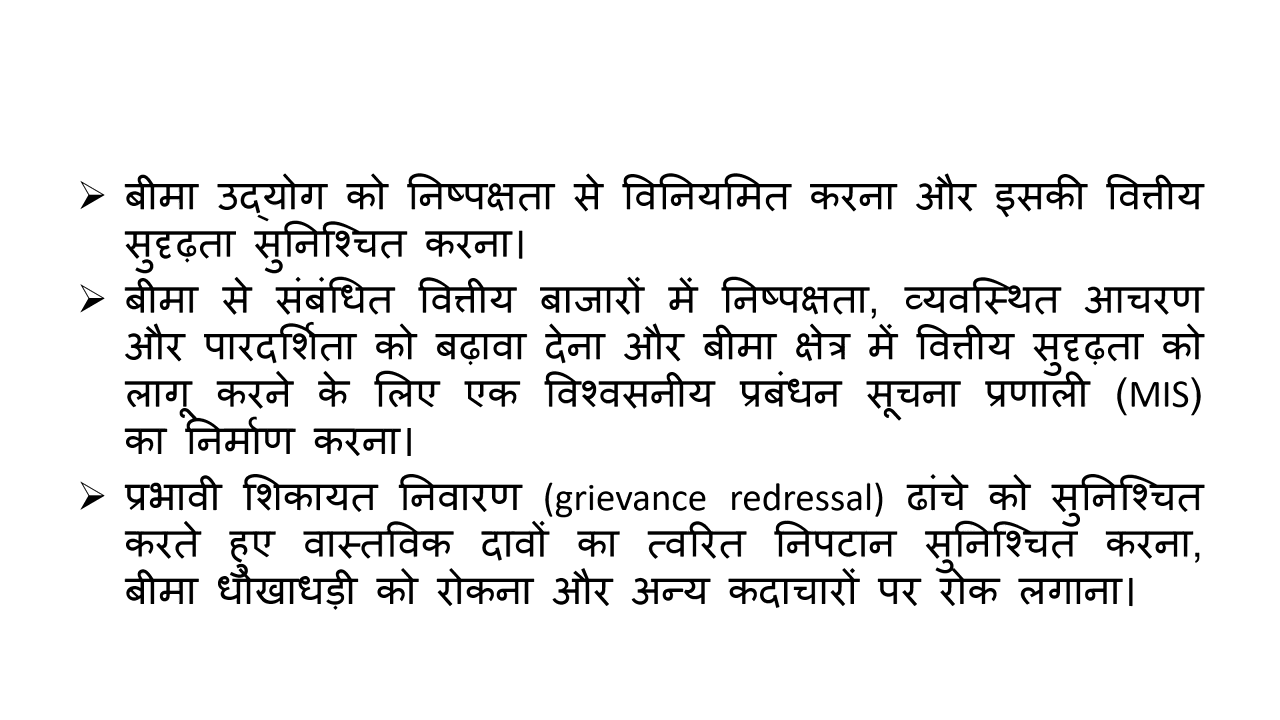 ➢ बीमा उद्योग को निष्पक्षता से विनियमित करना और इसकी वित्तीय
सुदृढ़ता सुनिश्चित करना।
➢ बीमा से संबंधित वित्तीय बाजारों में निष्पक्षता, व्यवस्थित आचरण
और पारदर्शिता को बढ़ावा देना और बीमा क्षेत्र में वित्तीय सुदृढ़ता को
लागू करने के लिए एक विश्वसनीय प्रबंधन सूचना प्रणाली (MIS)
का निर्माण करना।
➢ प्रभावी शिकायत निवारण (grievance redressal) ढांचे को सुनिश्चित
करते हुए वास्तविक दावों का त्वरित निपटान सुनिश्चित करना,
बीमा धोखाधड़ी को रोकना और अन्य कदाचारों पर रोक लगाना।